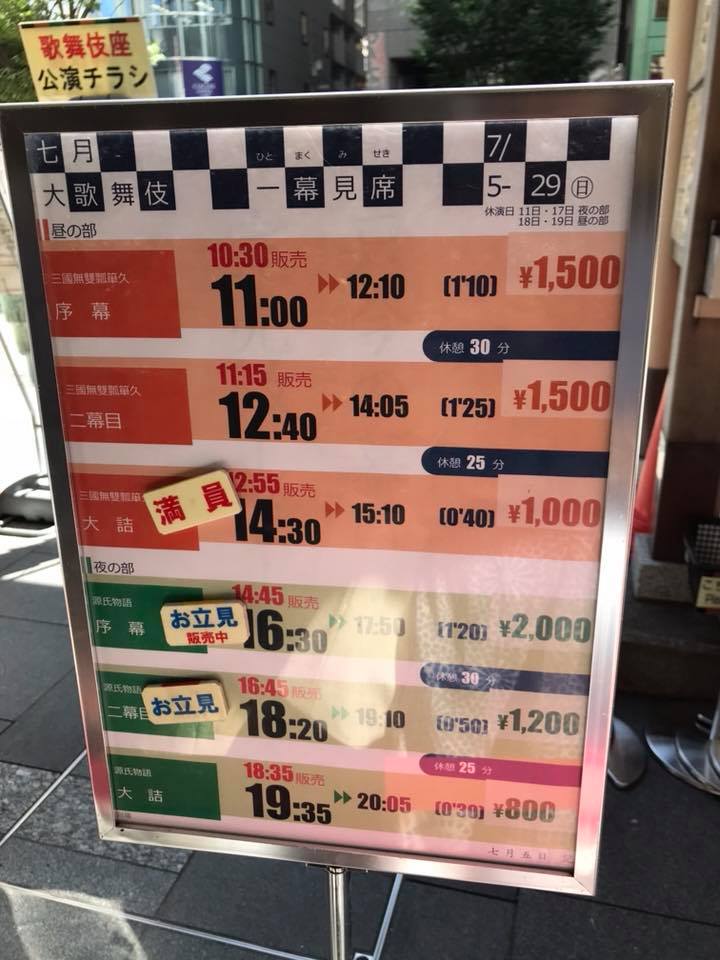 歌舞伎座
公演チラシ
七月
ひと まく み せき
7/
大歌舞伎
一幕見席
5- 29 ㊐
休演日 11日・17日 夜の部
18日・19日 昼の部
昼の部
三國無雙瓢箪久
序幕
10:30 販売
11:00 12:10 (1'10) ¥1,500
休憩 30 分
三國無雙瓢箪久
二幕目
11:15 販売
12:40 14:05 (1'25) ¥1,500
休憩 25 分
三國無雙瓢箪久
大詰
満員
2:55 販売
14:30 15:10 (0'40) ¥1,000
夜の部
源氏物語
序幕
お立見
販売中
14:45 販売
16:30 17:50 (1'20) ¥2,000
休憩 30 分
源氏物語
二幕目
お立見
16:45 販売
18:20 19:10 (0'50) ¥1,200
休憩 25 分
源氏物語
大詰
18:35 販売
19:35 20:05 (0'30) ¥800
七月五日